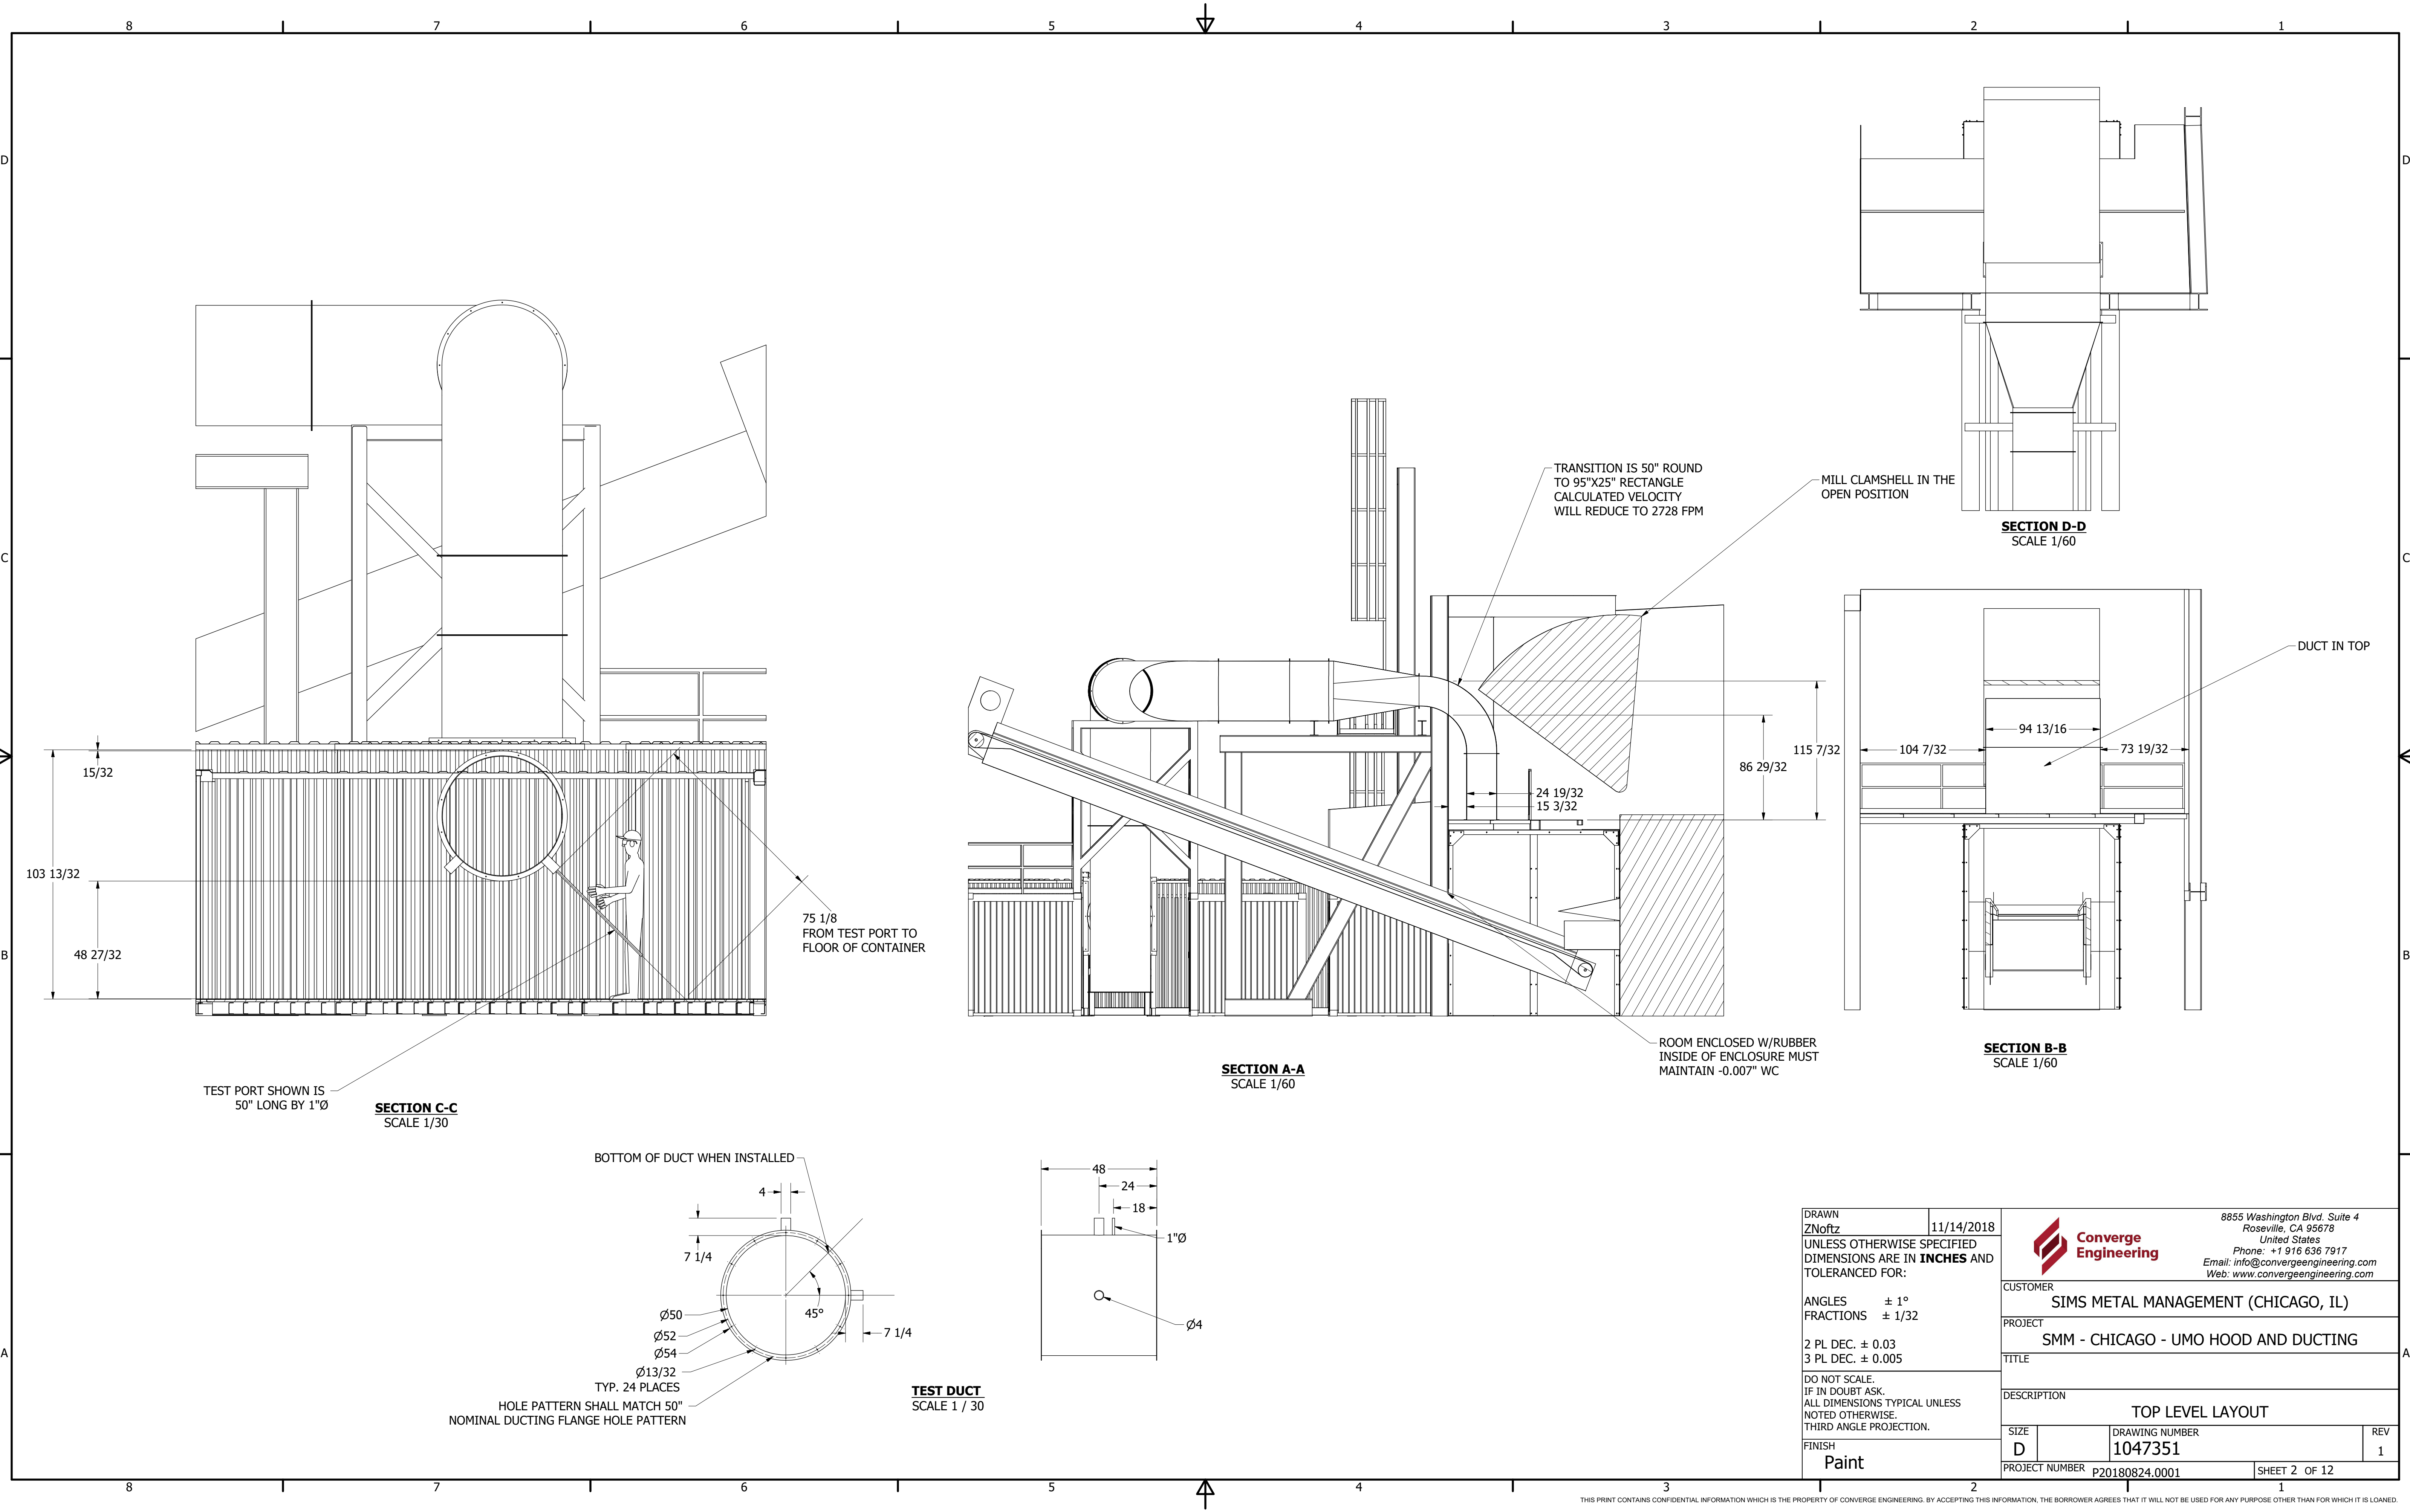 8 7 6 5 4 3 2 1
D
D
C
C
B
B
A
A
TRANSITION IS 50" ROUND
TO 95"X25" RECTANGLE
CALCULATED VELOCITY
WILL REDUCE TO 2728 FPM
MILL CLAMSHELL IN THE
OPEN POSITION
SECTION D-D
SCALE 1/60
DUCT IN TOP
94 13/16
104 7/32
73 19/32
115 7/32
86 29/32
24 19/32
15 3/32
15/32
103 13/32
48 27/32
75 1/8
FROM TEST PORT TO
FLOOR OF CONTAINER
ROOM ENCLOSED W/RUBBER
INSIDE OF ENCLOSURE MUST
MAINTAIN -0.007" WC
SECTION B-B
SCALE 1/60
SECTION A-A
SCALE 1/60
TEST PORT SHOWN IS
50" LONG BY 1"Ø
SECTION C-C
SCALE 1/30
BOTTOM OF DUCT WHEN INSTALLED
4
7 1/4
45°
7 1/4
Ø50
Ø52
Ø54
Ø13/32
TYP. 24 PLACES
HOLE PATTERN SHALL MATCH 50"
NOMINAL DUCTING FLANGE HOLE PATTERN
48
24
18
1"Ø
Ø4
TEST DUCT
SCALE 1 / 30
DRAWN
ZNoftz
11/14/2018
UNLESS OTHERWISE SPECIFIED
DIMENSIONS ARE IN INCHES AND
TOLERANCED FOR:
ANGLES ± 1°
FRACTIONS ± 1/32
2 PL DEC. ± 0.03
3 PL DEC. ± 0.005
DO NOT SCALE.
IF IN DOUBT ASK.
ALL DIMENSIONS TYPICAL UNLESS
NOTED OTHERWISE.
THIRD ANGLE PROJECTION.
FINISH
Paint
Converge
Engineering
8855 Washington Blvd. Suite 4
Roseville, CA 95678
United States
Phone: +1 916 636 7917
Email: info@convergeengineering.com
Web: www.convergeengineering.com
CUSTOMER
SIMS METAL MANAGEMENT (CHICAGO, IL)
PROJECT
SMM - CHICAGO - UMO HOOD AND DUCTING
TITLE
DESCRIPTION
TOP LEVEL LAYOUT
SIZE
D
DRAWING NUMBER
1047351
REV
1
PROJECT NUMBER P20180824.0001
SHEET 2 OF 12
8 7 6 5 4 3 2 1
THIS PRINT CONTAINS CONFIDENTIAL INFORMATION WHICH IS THE PROPERTY OF CONVERGE ENGINEERING. BY ACCEPTING THIS INFORMATION, THE BORROWER AGREES THAT IT WILL NOT BE USED FOR ANY PURPOSE OTHER THAN FOR WHICH IT IS LOANED.